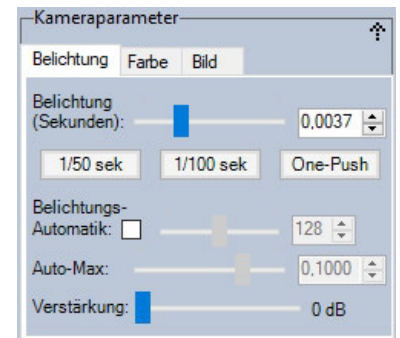 Kameraparameter
Belichtung Farbe Bild
Belichtung
(Sekunden): 0,0037
1/50 sek 1/100 sek One-Push
Belichtungs-
Automatik: 128
Auto-Max: 0,1000
Verstärkung: 0 dB